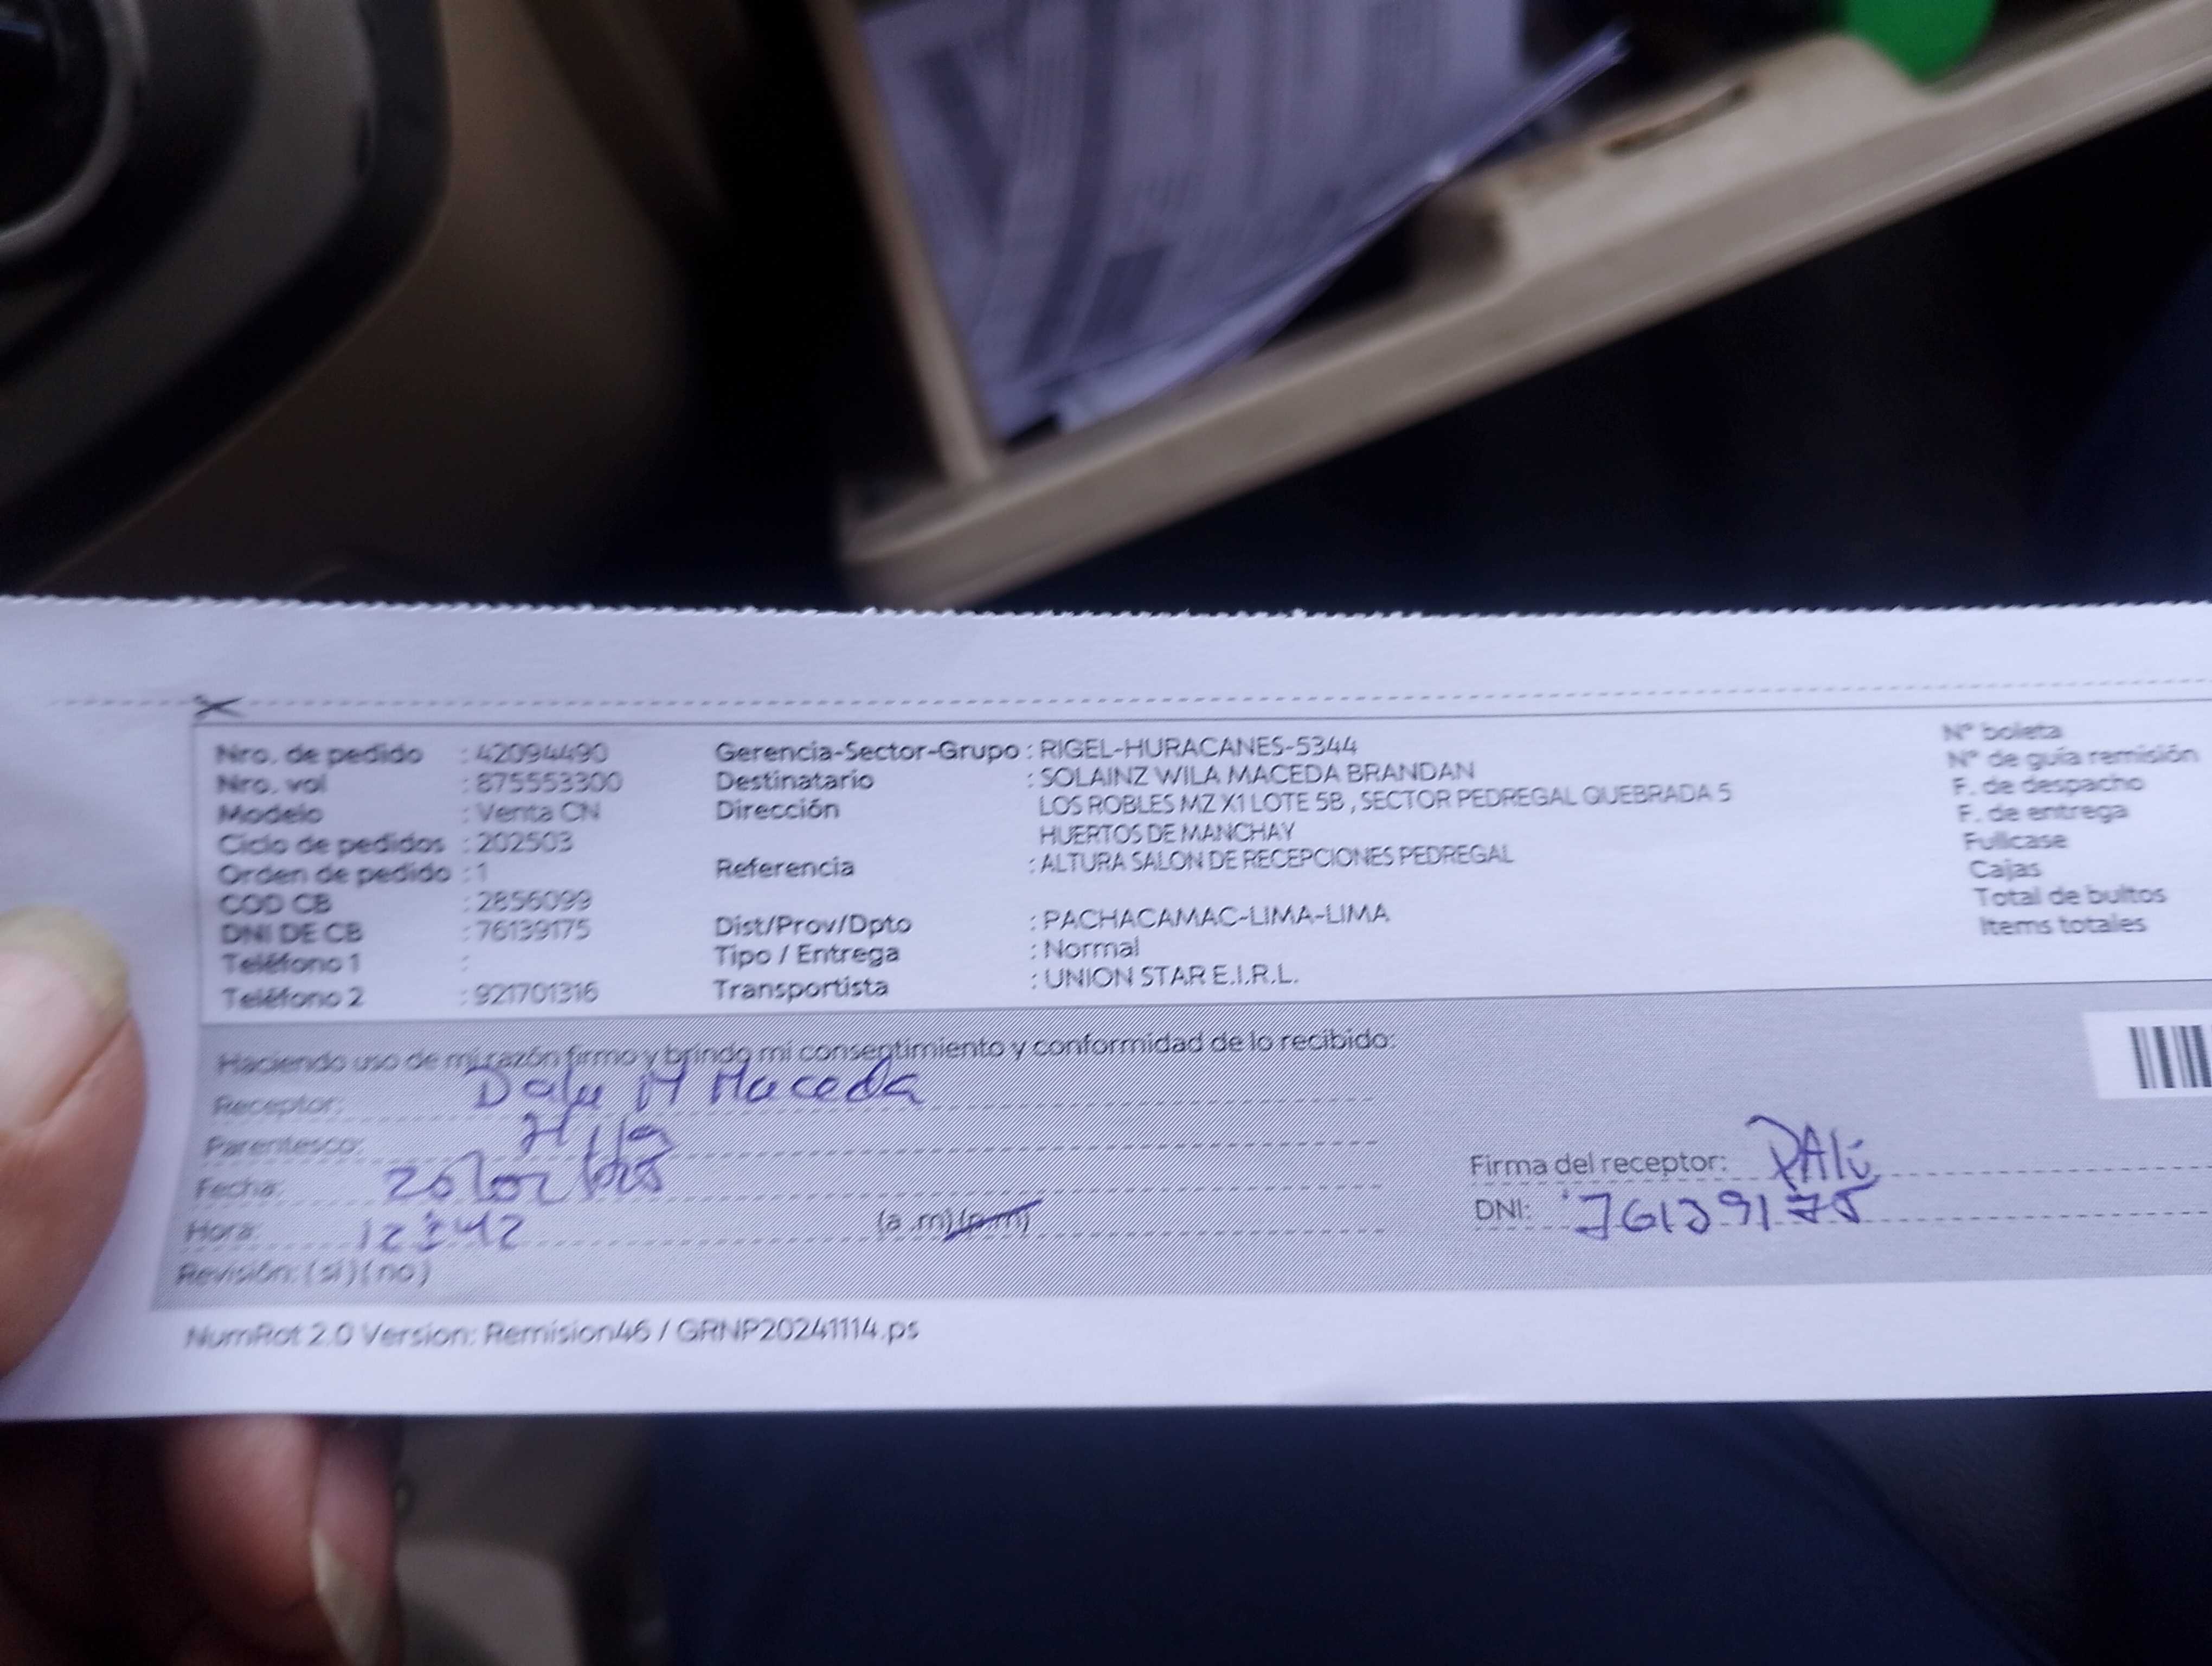 Nro. de pedido : 42094490 Gerencia-Sector-Grupo : RIGEL-HURACANES-5344 N° boleta
Nro. vol : 875553300 Destinatario : SOLAINZ WILA MACEDA BRANDAN N° de guía remisión
Modelo : Venta CN Dirección LOS ROBLES MZ X1 LOTE 5B , SECTOR PEDREGAL QUEBRADA 5 F. de despacho
Ciclo de pedidos : 202503 HUERTOS DE MANCHAY F. de entrega
Orden de pedido : 1 Referencia : ALTURA SALON DE RECEPCIONES PEDREGAL Fullcase
COD CB : 2856099 Cajas
DNI DE CB : 76139175 Dist/Prov/Dpto : PACHACAMAC-LIMA-LIMA Total de bultos
Teléfono 1 : Tipo / Entrega : Normal Items totales
Teléfono 2 : 921701316 Transportista : UNION STAR E.I.R.L.
Haciendo uso de mi razón firmo y brindo mi consentimiento y conformidad de lo recibido:
Receptor: Maceda
Parentesco:
Fecha: Firma del receptor:
Hora: 12:42 (a .m)(p.m) DNI: 76139175
Revisión: (si)(no)
NumRot 2.0 Version: Remision46 / GRNP20241114.ps